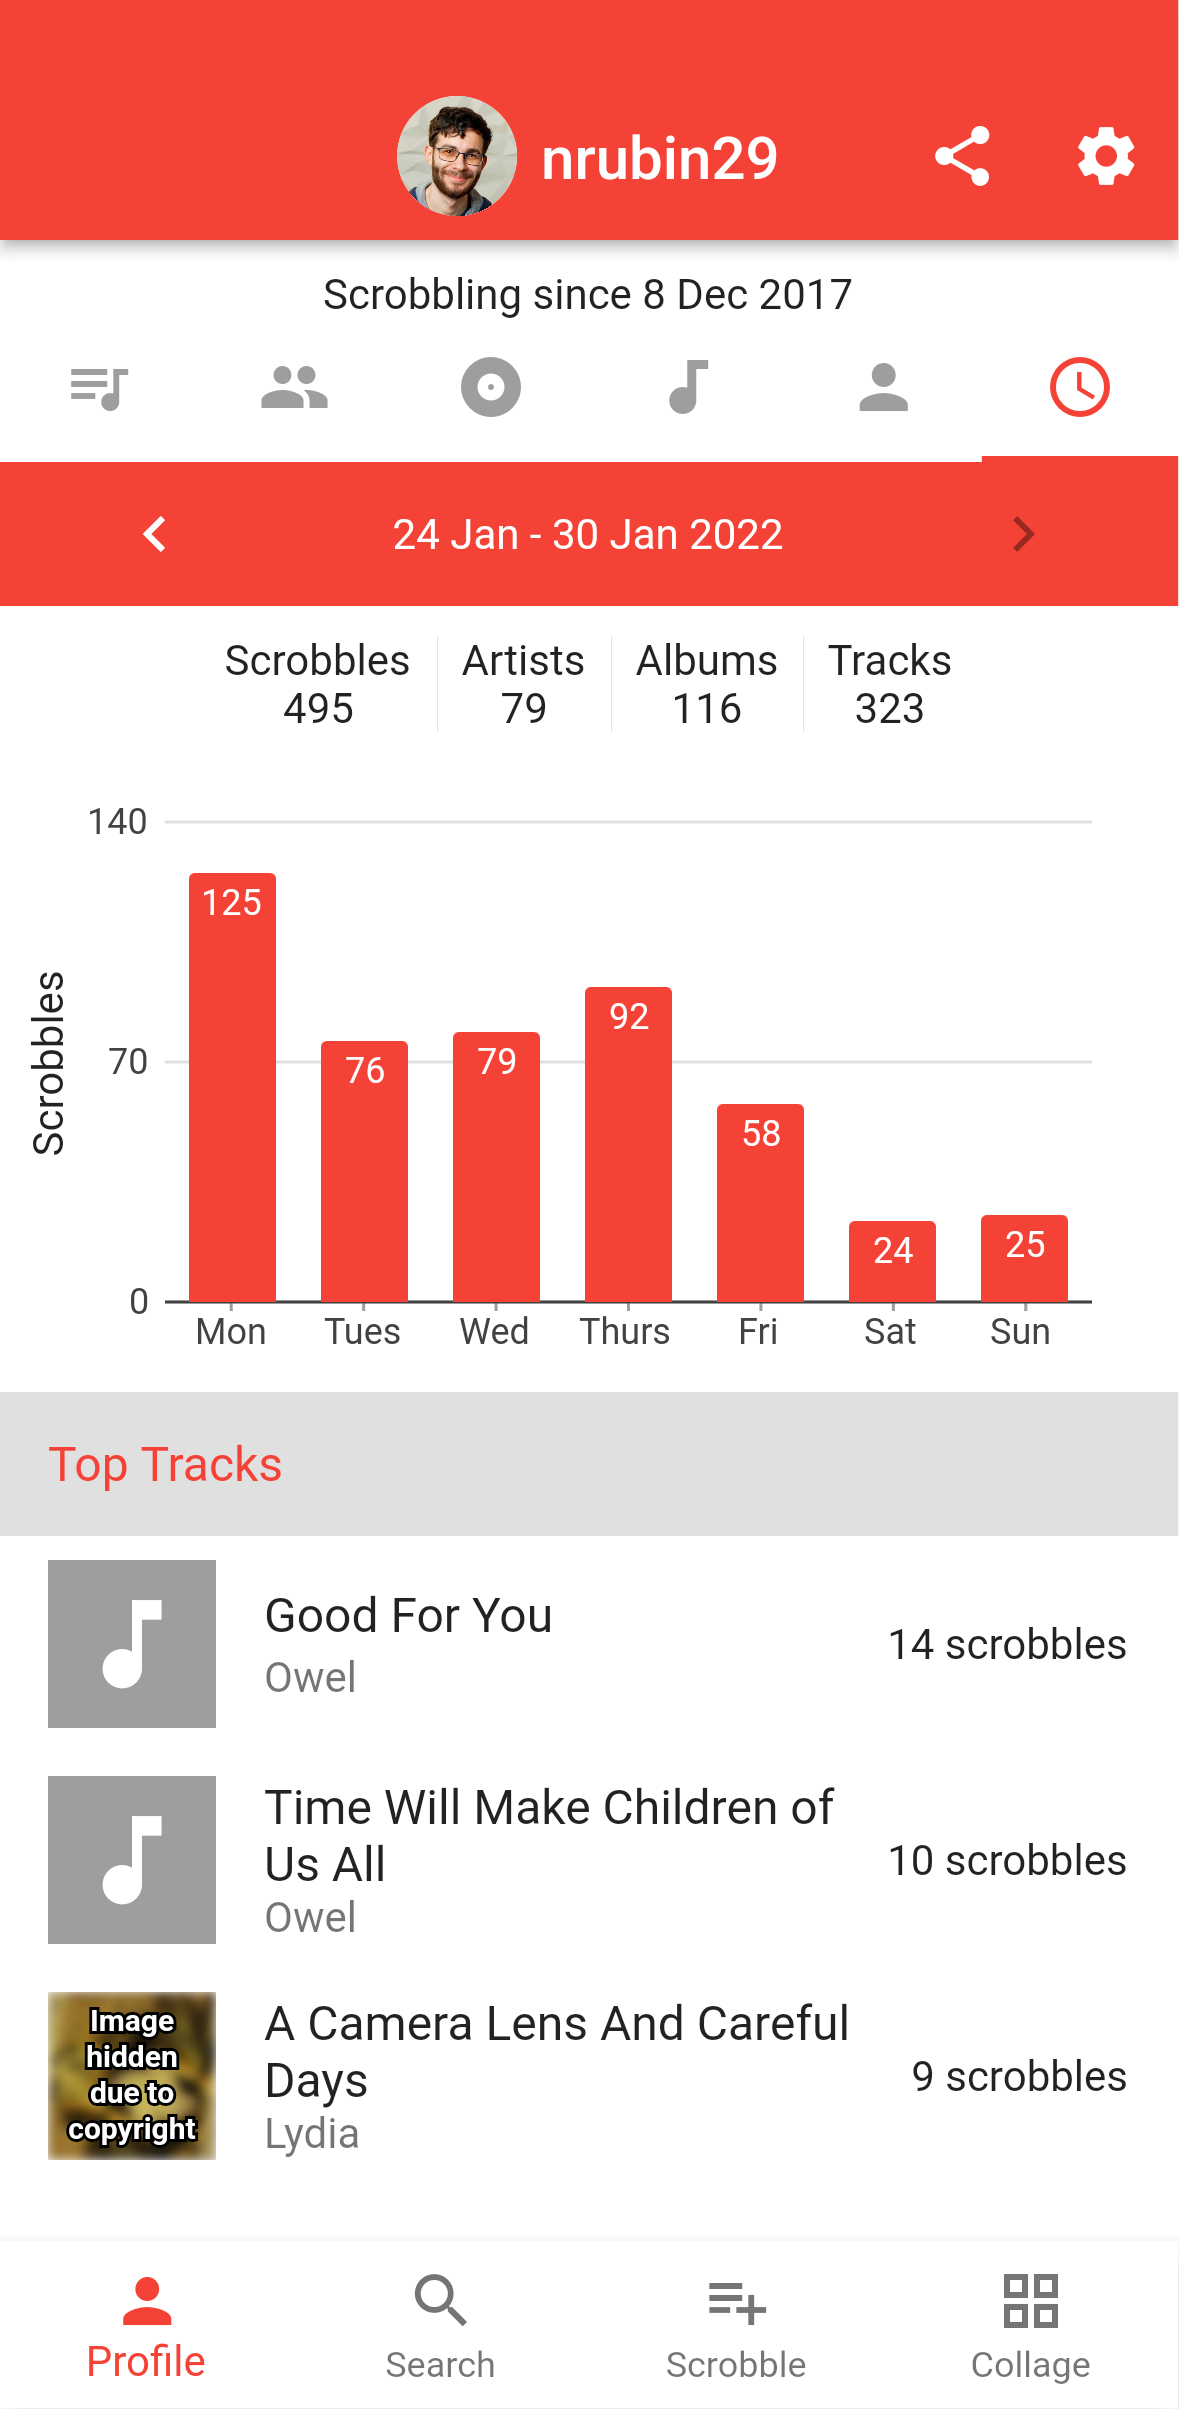 nrubin29
Scrobbling since 8 Dec 2017
24 Jan - 30 Jan 2022
Scrobbles Artists Albums Tracks
495 79 116 323
140
70
0
Scrobbles
125 76 79 92 58 24 25
Mon Tues Wed Thurs Fri Sat Sun
Top Tracks
Good For You
Owel
14 scrobbles
Time Will Make Children of
Us All
Owel
10 scrobbles
Image
hidden
due to
copyright
A Camera Lens And Careful
Days
Lydia
9 scrobbles
Profile Search Scrobble Collage